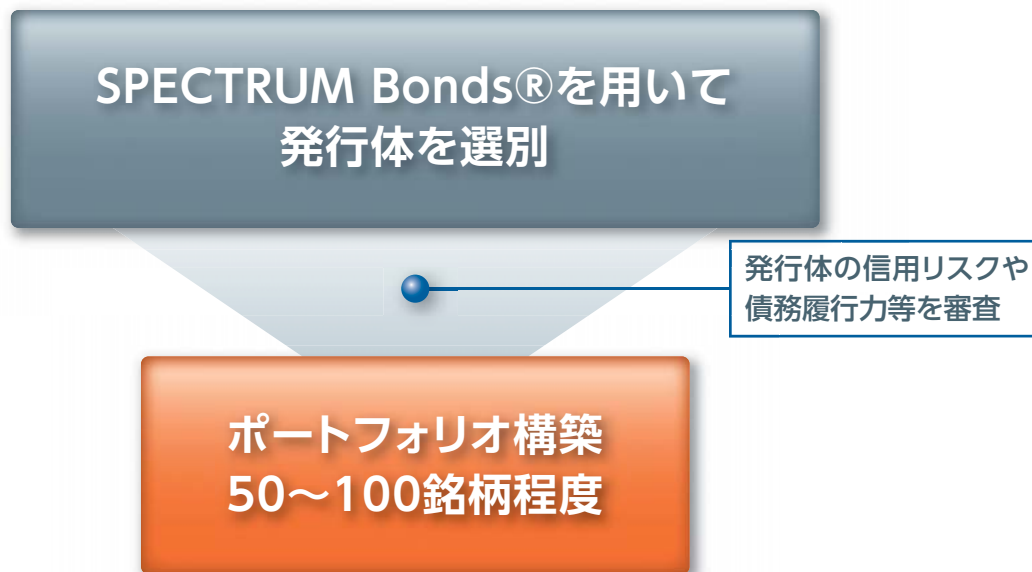 SPECTRUM Bonds®を用いて
発行体を選別
発行体の信用リスクや
債務履行力等を審査
ポートフォリオ構築
50～100銘柄程度